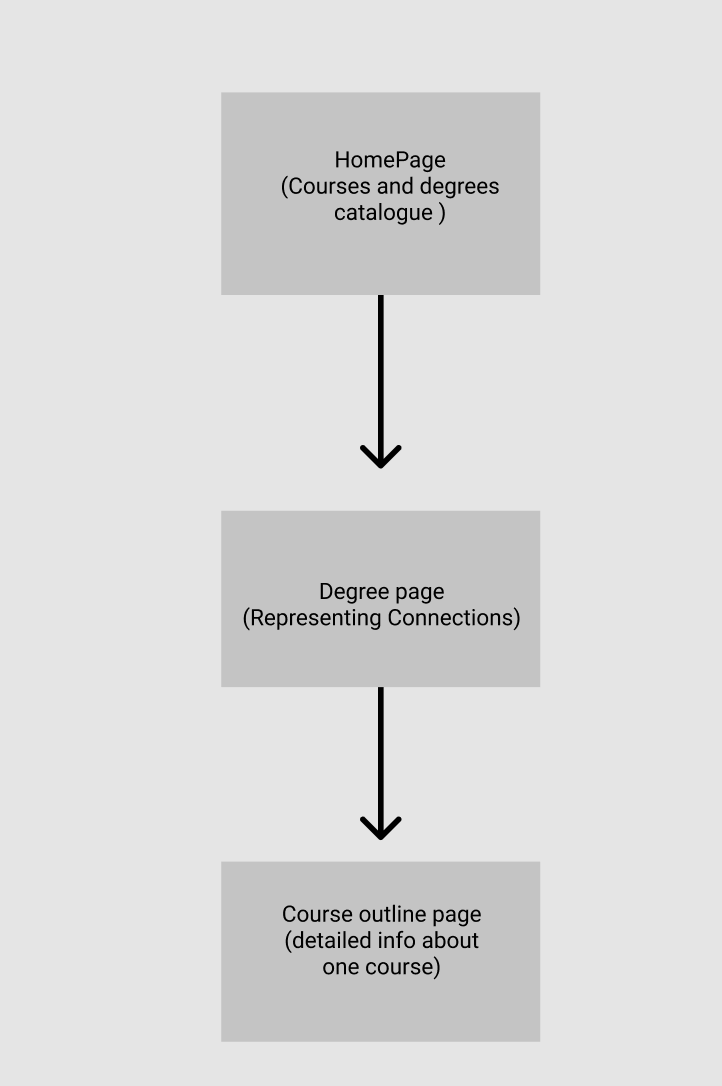 HomePage
(Courses and degrees
catalogue )
Degree page
(Representing Connections)
Course outline page
(detailed info about
one course)